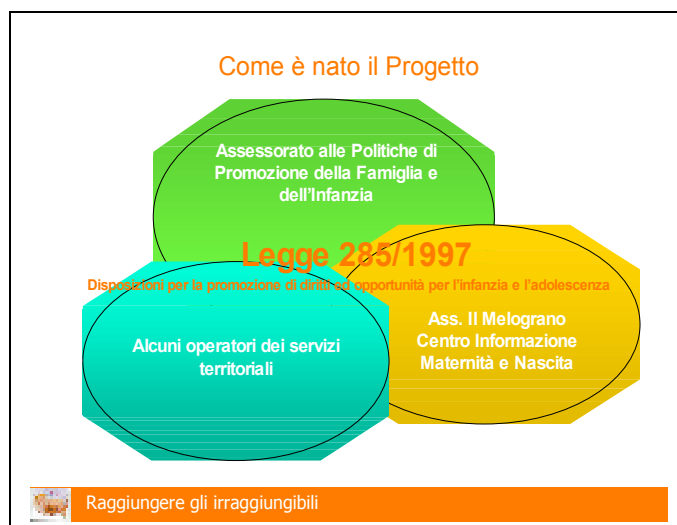 Come è nato il Progetto
Assessorato alle Politiche di
Promozione della Famiglia e
dell'Infanzia
Legge 285/1997
Disposizioni per la promozione di diritti ed opportunità per l'infanzia e l'adolescenza
Alcuni operatori dei servizi
territoriali
Ass. Il Melograno
Centro Informazione
Maternità e Nascita
Raggiungere gli irraggiungibili